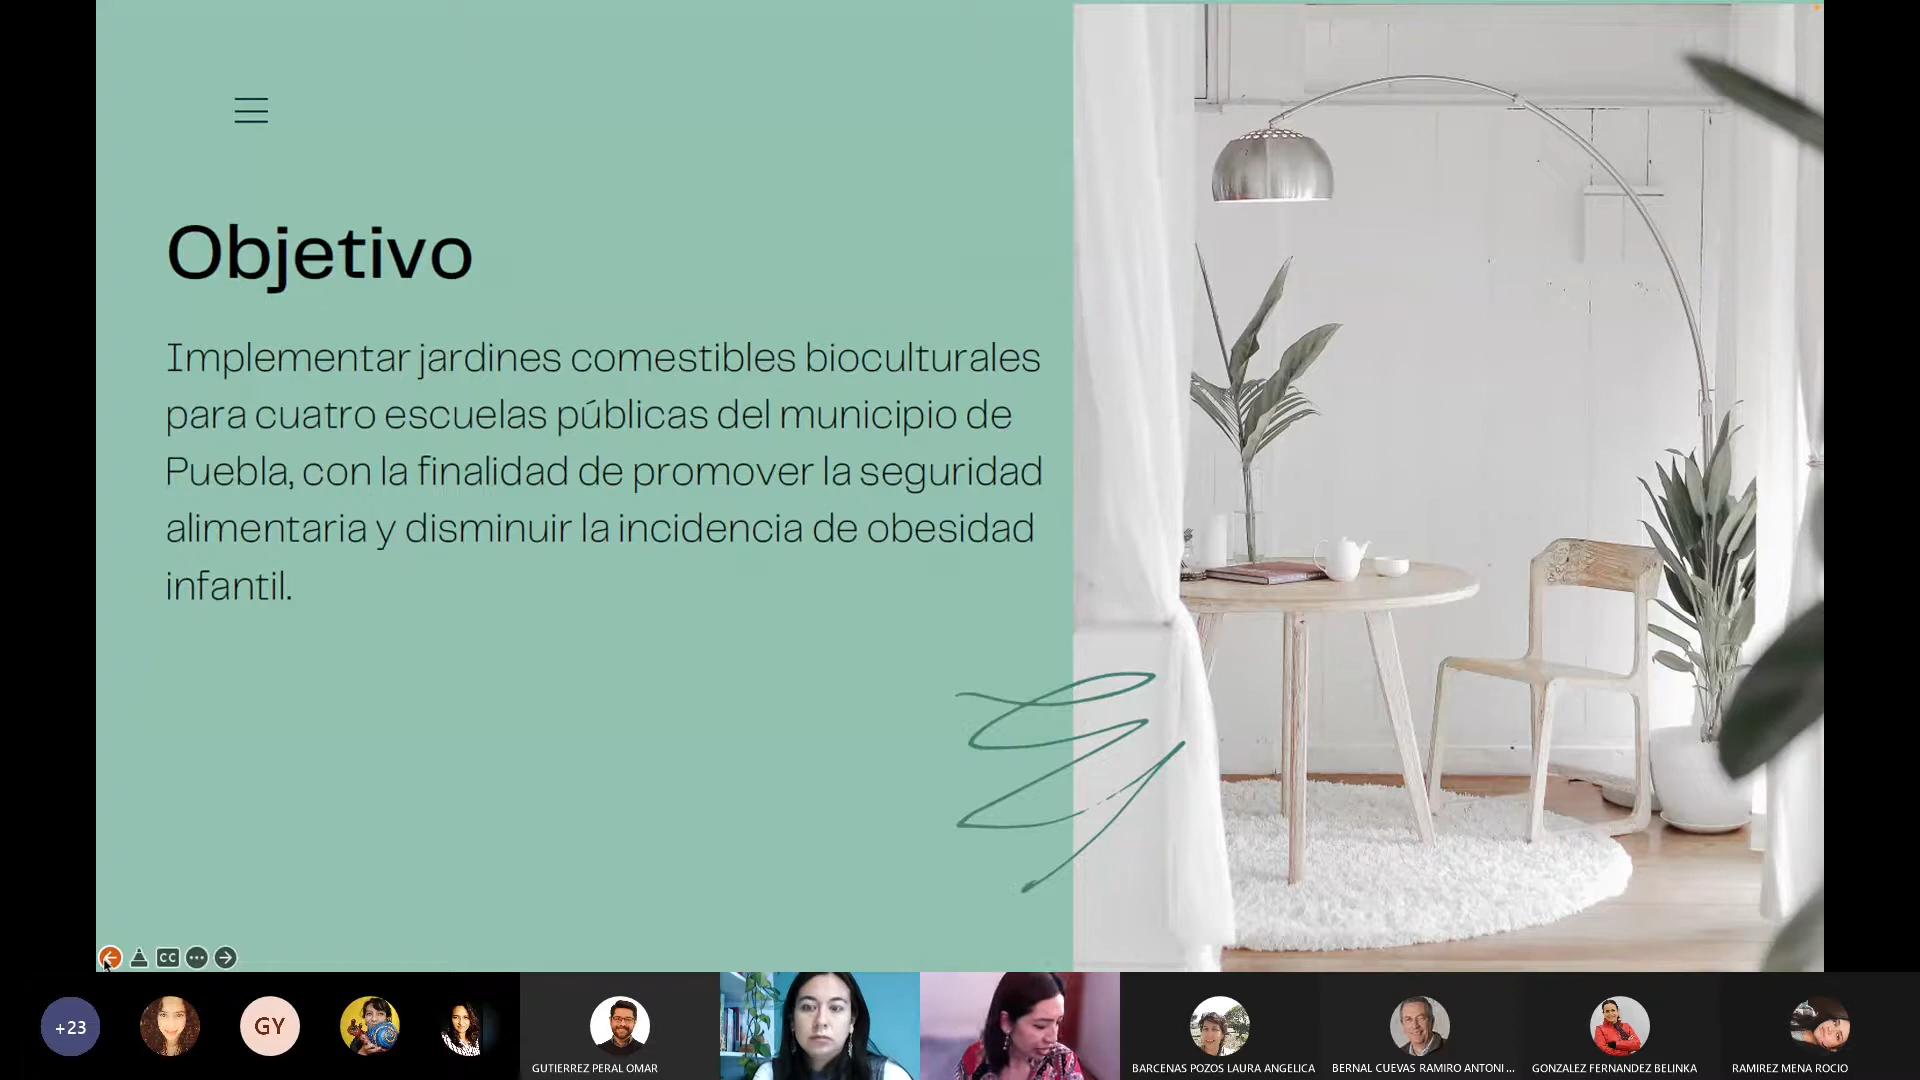 Objetivo
Implementar jardines comestibles bioculturales
para cuatro escuelas públicas del municipio de
Puebla, con la finalidad de promover la seguridad
alimentaria y disminuir la incidencia de obesidad
infantil.
CC
+23
GY
GUTIERREZ PERAL OMAR
BARCENAS POZOS LAURA ANGELICA
BERNAL CUEVAS RAMIRO ANTONI ...
GONZALEZ FERNANDEZ BELINKA
RAMIREZ MENA ROCIO